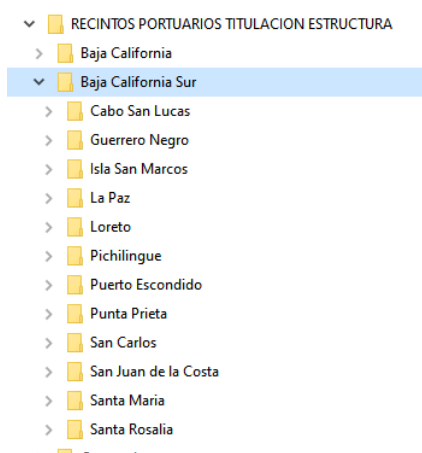 RECINTOS PORTUARIOS TITULACION ESTRUCTURA
Baja California
Baja California Sur
Cabo San Lucas
Guerrero Negro
Isla San Marcos
La Paz
Loreto
Pichilingue
Puerto Escondido
Punta Prieta
San Carlos
San Juan de la Costa
Santa Maria
Santa Rosalia